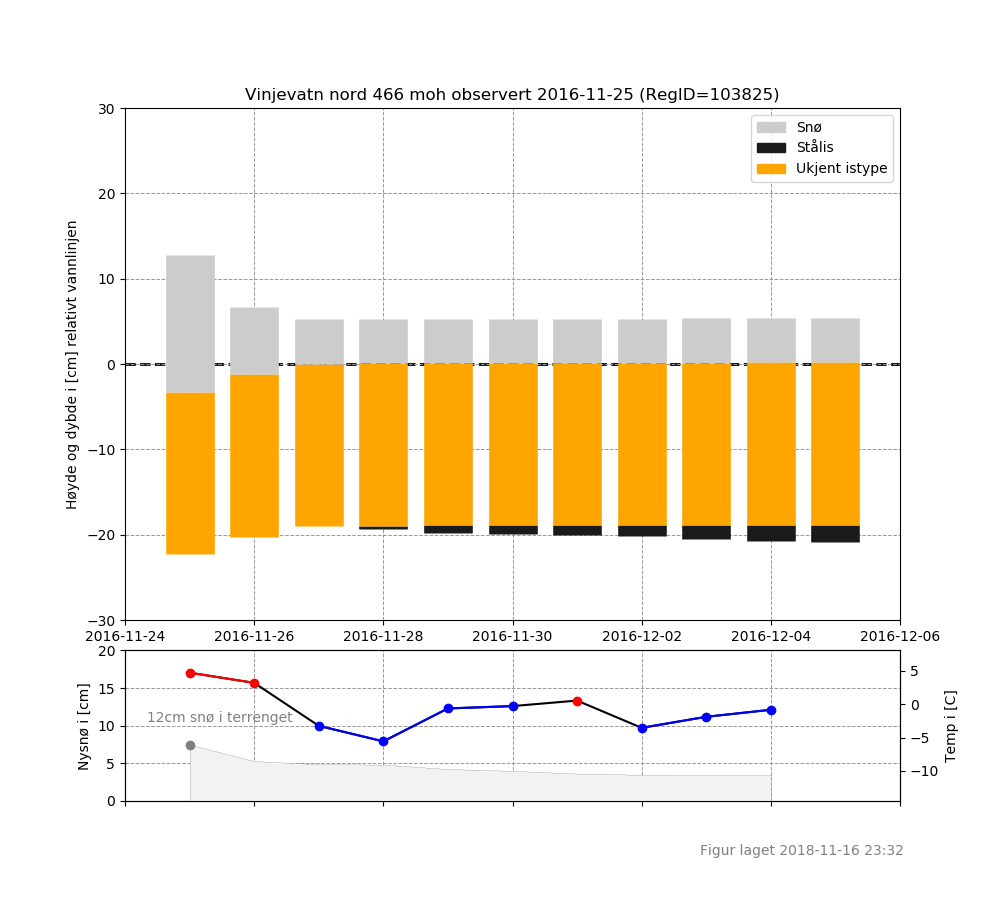 Vinjevatn nord 466 moh observert 2016-11-25 (RegID=103825)
Snø
Stålis
Ukjent istype
Høyde og dybde i [cm] relativt vannlinjen
30
20
10
0
−10
−20
−30
2016-11-24
2016-11-26
2016-11-28
2016-11-30
2016-12-02
2016-12-04
2016-12-06
Nysnø i [cm]
20
15
10
5
0
12cm snø i terrenget
5
0
−5
−10
Temp i [C]
Figur laget 2018-11-16 23:32